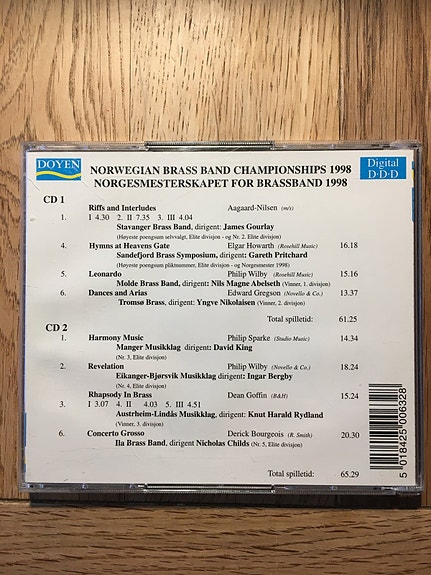 DOYEN
NORWEGIAN BRASS BAND CHAMPIONSHIPS 1998
NORGESMESTERSKAPET FOR BRASSBAND 1998
Digital
D·D·D
CD 1
Riffs and Interludes Aagaard-Nilsen (m/s)
1. I 4.30 2. II 7.35 3. III 4.04
Stavanger Brass Band, dirigent: James Gourlay
(Høyeste poengsum selvvalgt, Elite divisjon - og Nr. 2. Elite divisjon)
4. Hymns at Heavens Gate Elgar Howarth (Rosehill Music) 16.18
Sandefjord Brass Symposium, dirigent: Gareth Pritchard
(Høyeste poengsum pliktnummer, Elite divisjon - og Norgesmester 1998)
5. Leonardo Philip Wilby (Rosehill Music) 15.16
Molde Brass Band, dirigent: Nils Magne Abelseth (Vinner, 1. divisjon)
6. Dances and Arias Edward Gregson (Novello & Co.) 13.37
Tromsø Brass, dirigent: Yngve Nikolaisen (Vinner, 2. divisjon)
Total spilletid: 61.25
CD 2
1. Harmony Music Philip Sparke (Studio Music) 14.34
Manger Musikklag dirigent: David King
(Nr. 3, Elite divisjon)
2. Revelation Philip Wilby (Novello & Co.) 18.24
Eikanger-Bjørsvik Musikklag dirigent: Ingar Bergby
(Nr. 4, Elite divisjon)
Rhapsody In Brass Dean Goffin (B&H) 15.24
3. I 3.07 4. II 4.03 5. III 4.51
Austrheim-Lindås Musikklag, dirigent: Knut Harald Rydland
(Vinner, 3. divisjon)
6. Concerto Grosso Derick Bourgeois (R. Smith) 20.30
Ila Brass Band, dirigent Nicholas Childs (Nr. 5, Elite divisjon)
Total spilletid: 65.29
5 018425 006328